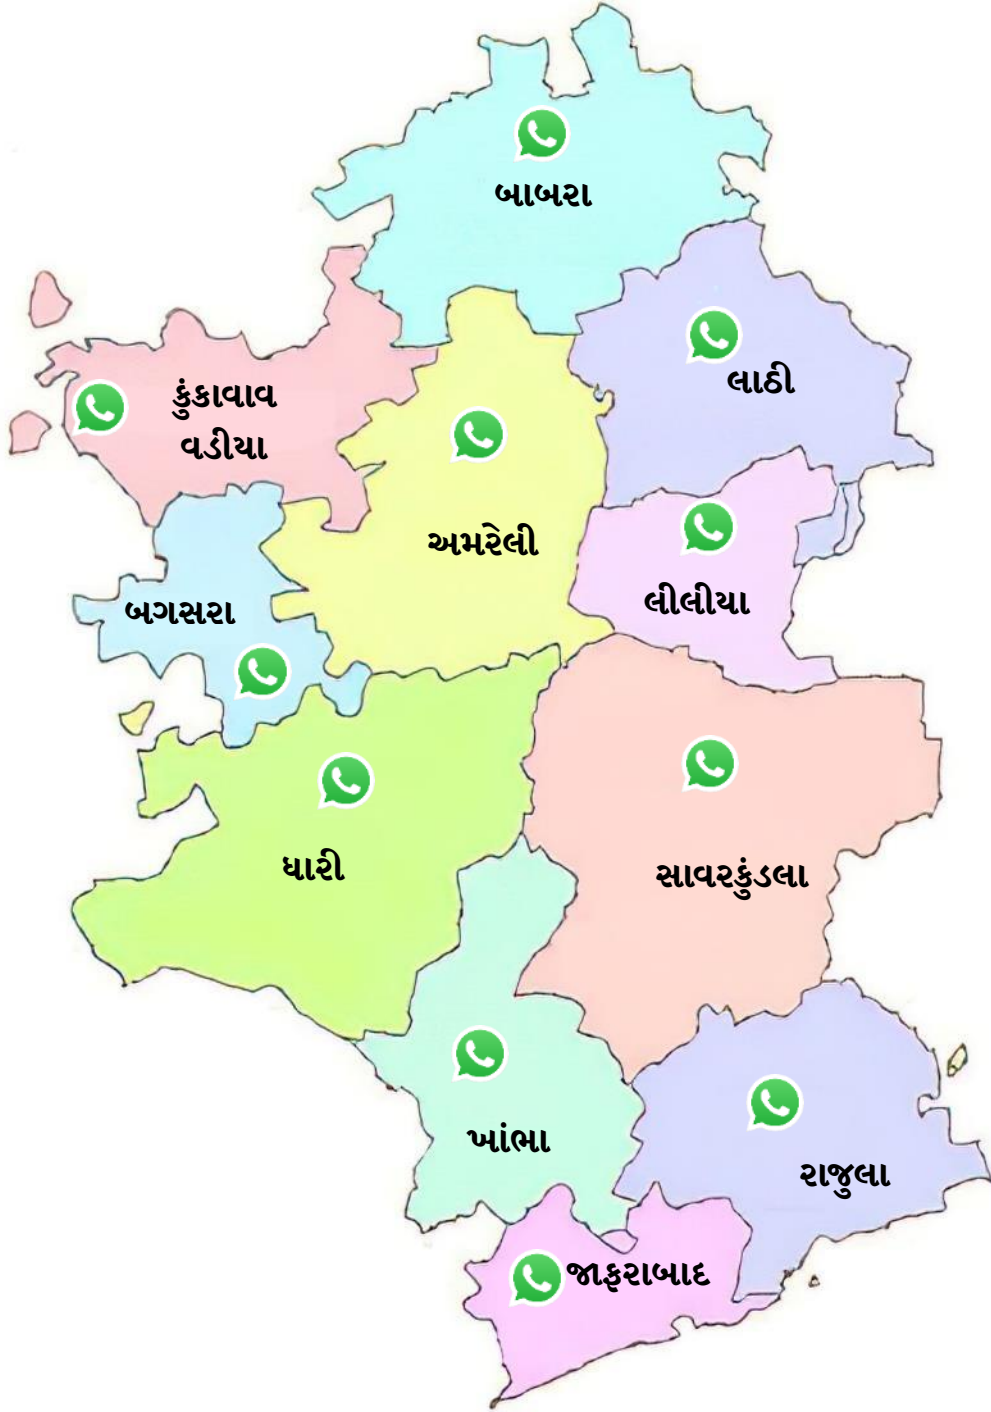 બાબરા
લાઠી
કુંકાવાવ
વડીયા
અમરેલી
લીલીયા
બગસરા
ધારી
સાવરકુંડલા
ખાંભા
રાજુલા
જાફરાબાદ